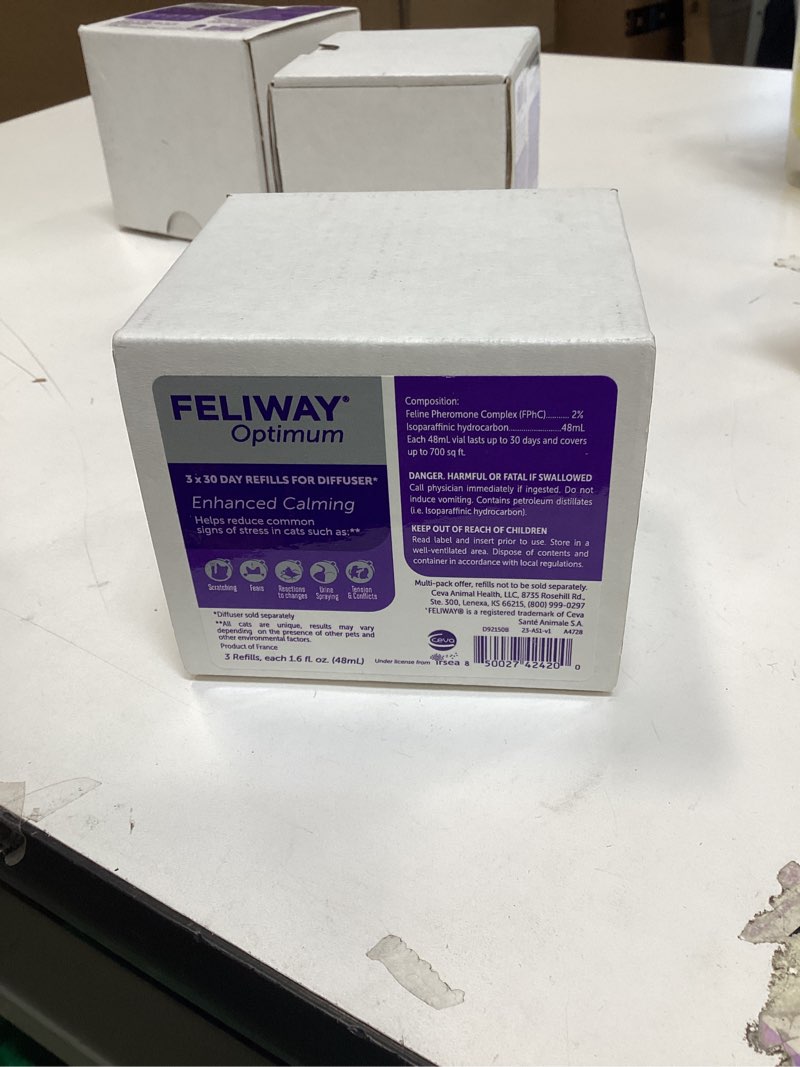 FELIWAY®
Optimum
3 x 30 DAY REFILLS FOR DIFFUSER*
Enhanced Calming
Helps reduce common
signs of stress in cats such as:**
Scratching
Fears
Reactions
to changes
Urine
Spraying
Tension
& Conflicts
*Diffuser sold separately
**All cats are unique, results may vary
depending on the presence of other pets and
other environmental factors.
Product of France
3 Refills, each 1.6 fl. oz. (48mL)
Composition:
Feline Pheromone Complex (FPhC)........... 2%
Isoparaffinic hydrocarbon........................48mL
Each 48mL vial lasts up to 30 days and covers
up to 700 sq ft.
DANGER. HARMFUL OR FATAL IF SWALLOWED
Call physician immediately if ingested. Do not
induce vomiting. Contains petroleum distillates
(i.e. Isoparaffinic hydrocarbon).
KEEP OUT OF REACH OF CHILDREN
Read label and insert prior to use. Store in a
well-ventilated area. Dispose of contents and
container in accordance with local regulations.
Multi-pack offer, refills not to be sold separately.
Ceva Animal Health, LLC, 8735 Rosehill Rd.,
Ste. 300, Lenexa, KS 66215, (800) 999-0297
*FELIWAY® is a registered trademark of Ceva
Santé Animale S.A.
D92150B 23-AS1-v1 A4728
Ceva
Under license from irsea
8 50027 42420 0